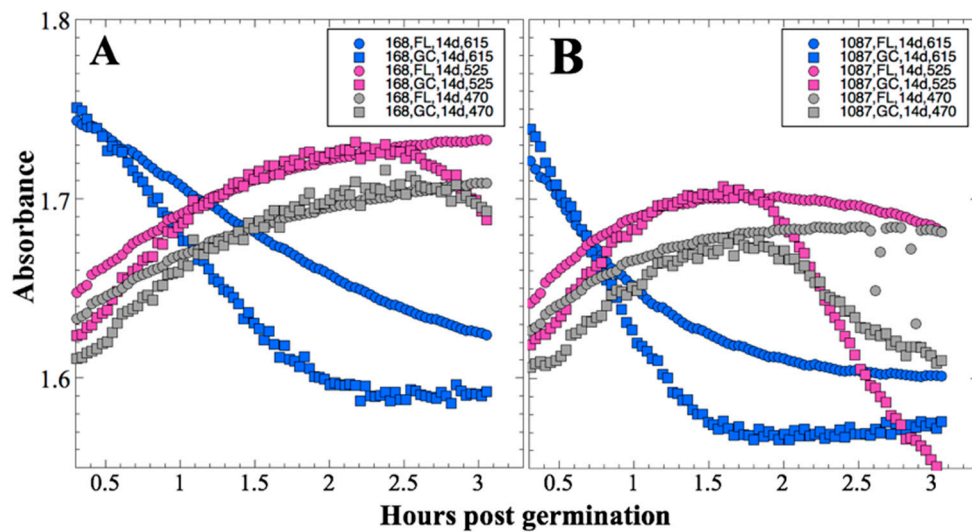 1.8
A
168,FL,14d,615
168,GC,14d,615
168,FL,14d,525
168,GC,14d,525
168,FL,14d,470
168,GC,14d,470
B
1087,FL,14d,615
1087,GC,14d,615
1087,FL,14d,525
1087,GC,14d,525
1087,FL,14d,470
1087,GC,14d,470
1.7
Absorbance
1.6
0.5 1 1.5 2 2.5 3 0.5 1 1.5 2 2.5 3
Hours post germination